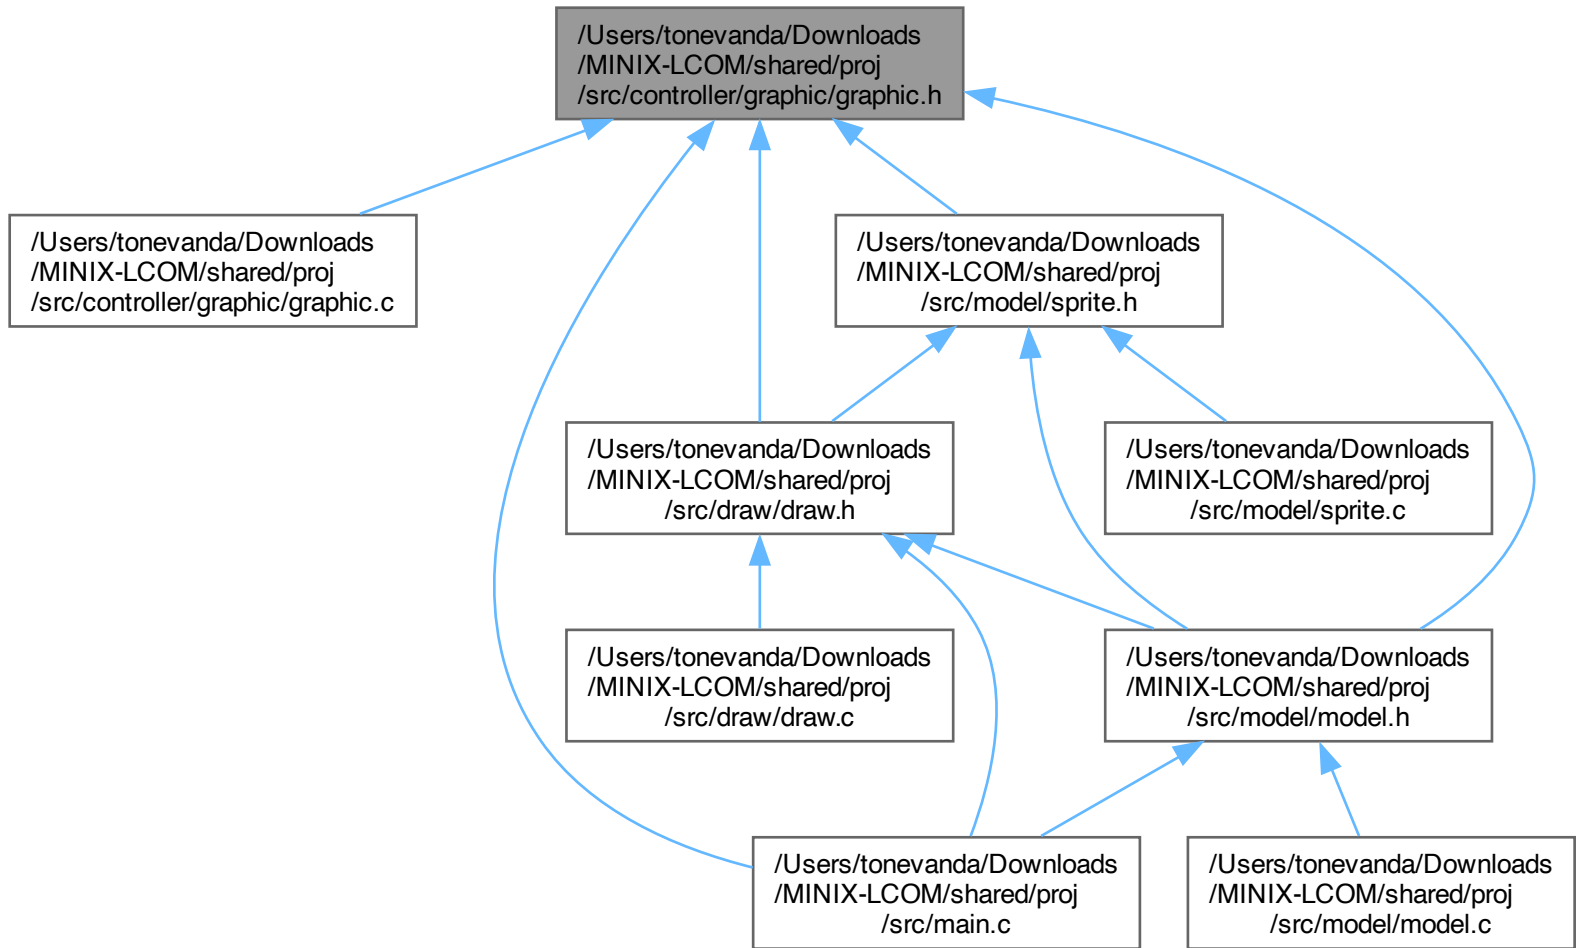 /Users/tonevanda/Downloads
/MINIX-LCOM/shared/proj
/src/controller/graphic/graphic.h
/Users/tonevanda/Downloads
/MINIX-LCOM/shared/proj
/src/controller/graphic/graphic.c
/Users/tonevanda/Downloads
/MINIX-LCOM/shared/proj
/src/model/sprite.h
/Users/tonevanda/Downloads
/MINIX-LCOM/shared/proj
/src/draw/draw.h
/Users/tonevanda/Downloads
/MINIX-LCOM/shared/proj
/src/model/sprite.c
/Users/tonevanda/Downloads
/MINIX-LCOM/shared/proj
/src/draw/draw.c
/Users/tonevanda/Downloads
/MINIX-LCOM/shared/proj
/src/model/model.h
/Users/tonevanda/Downloads
/MINIX-LCOM/shared/proj
/src/main.c
/Users/tonevanda/Downloads
/MINIX-LCOM/shared/proj
/src/model/model.c